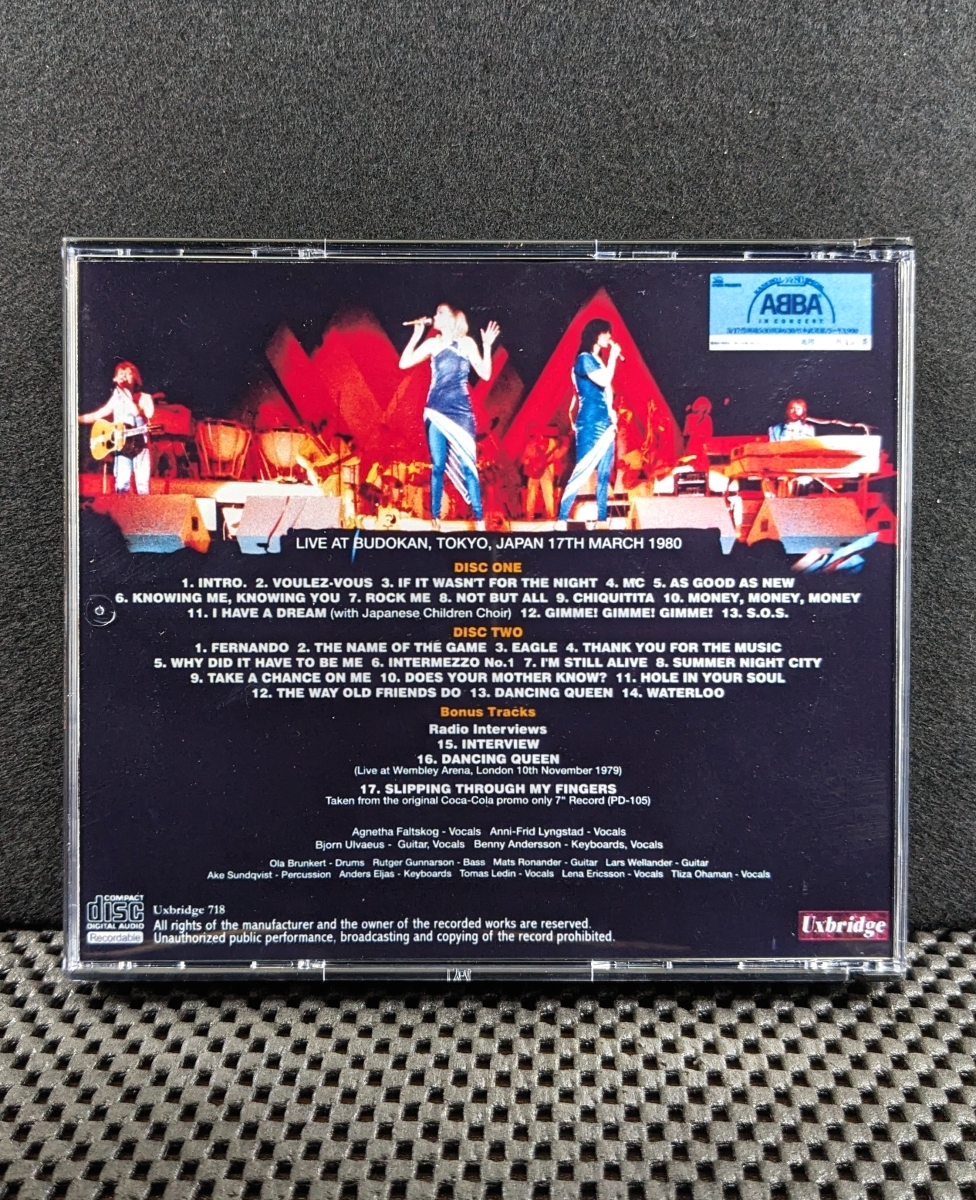 ABBA
IN CONCERT
LIVE AT BUDOKAN, TOKYO, JAPAN 17TH MARCH 1980
DISC ONE
1. INTRO. 2. VOULEZ-VOUS 3. IF IT WASN'T FOR THE NIGHT 4. MC 5. AS GOOD AS NEW
6. KNOWING ME, KNOWING YOU 7. ROCK ME 8. NOT BUT ALL 9. CHIQUITITA 10. MONEY, MONEY, MONEY
11. I HAVE A DREAM (with Japanese Children Choir) 12. GIMME! GIMME! GIMME! 13. S.O.S.
DISC TWO
1. FERNANDO 2. THE NAME OF THE GAME 3. EAGLE 4. THANK YOU FOR THE MUSIC
5. WHY DID IT HAVE TO BE ME 6. INTERMEZZO No.1 7. I'M STILL ALIVE 8. SUMMER NIGHT CITY
9. TAKE A CHANCE ON ME 10. DOES YOUR MOTHER KNOW? 11. HOLE IN YOUR SOUL
12. THE WAY OLD FRIENDS DO 13. DANCING QUEEN 14. WATERLOO
Bonus Tracks
Radio Interviews
15. INTERVIEW
16. DANCING QUEEN
(Live at Wembley Arena, London 10th November 1979)
17. SLIPPING THROUGH MY FINGERS
Taken from the original Coca-Cola promo only 7" Record (PD-105)
Agnetha Faltskog - Vocals Anni-Frid Lyngstad - Vocals
Bjorn Ulvaeus - Guitar, Vocals Benny Andersson - Keyboards, Vocals
Ola Brunkert - Drums Rutger Gunnarson - Bass Mats Ronander - Guitar Lars Wellander - Guitar
Ake Sundqvist - Percussion Anders Eljas - Keyboards Tomas Ledin - Vocals Lena Ericsson - Vocals Tliza Ohaman - Vocals
COMPACT
disc
DIGITAL AUDIO
Recordable
Uxbridge 718
All rights of the manufacturer and the owner of the recorded works are reserved.
Unauthorized public performance, broadcasting and copying of the record prohibited.
Uxbridge